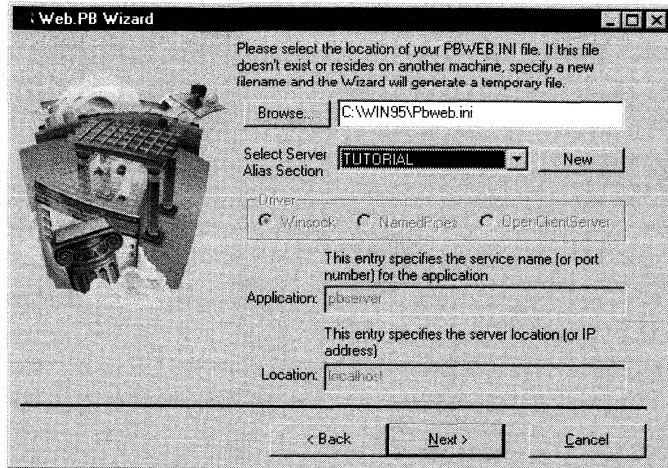 Web.PB Wizard
Please select the location of your PBWEB.INI file. If this file
doesn't exist or resides on another machine, specify a new
filename and the Wizard will generate a temporary file.
Browse... C:\WIN95\Pbweb.ini
Select Server
Alias Section
TUTORIAL
New
Driver
Winsock NamedPipes OpenClientServer
This entry specifies the service name (or port
number) for the application
Application: pbserver
This entry specifies the server location (or IP
address)
Location: localhost
< Back Next > Cancel